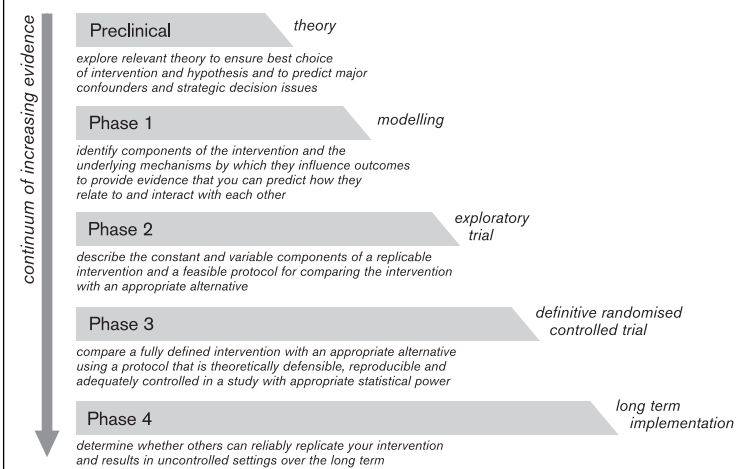 continuum of increasing evidence
Preclinical
theory
explore relevant theory to ensure best choice
of intervention and hypothesis and to predict major
confounders and strategic decision issues
Phase 1
modelling
identify components of the intervention and the
underlying mechanisms by which they influence outcomes
to provide evidence that you can predict how they
relate to and interact with each other
Phase 2
exploratory
trial
describe the constant and variable components of a replicable
intervention and a feasible protocol for comparing the intervention
with an appropriate alternative
Phase 3
definitive randomised
controlled trial
compare a fully defined intervention with an appropriate alternative
using a protocol that is theoretically defensible, reproducible and
adequately controlled in a study with appropriate statistical power
Phase 4
long term
implementation
determine whether others can reliably replicate your intervention
and results in uncontrolled settings over the long term